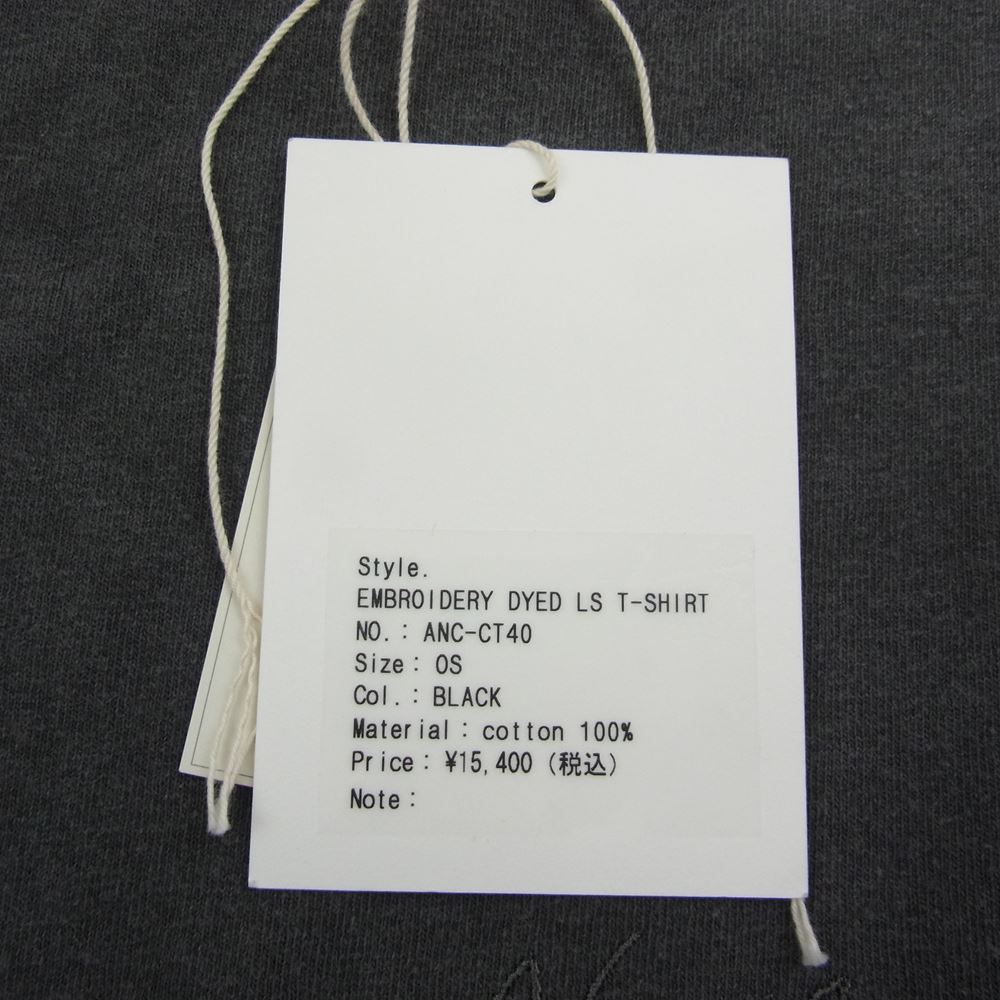 Style.
EMBROIDERY DYED LS T-SHIRT
NO.: ANC-CT40
Size: OS
Col.: BLACK
Material: cotton 100%
Price: ¥15,400 (税込)
Note: